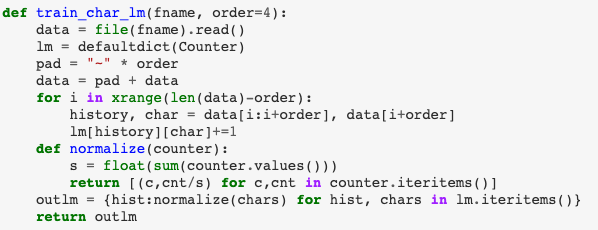 def train_char_lm(fname, order=4):
    data = file(fname).read()
    lm = defaultdict(Counter)
    pad = "~" * order
    data = pad + data
    for i in xrange(len(data)-order):
        history, char = data[i:i+order], data[i+order]
        lm[history][char]+=1
    def normalize(counter):
        s = float(sum(counter.values()))
        return [(c,cnt/s) for c,cnt in counter.iteritems()]
    outlm = {hist:normalize(chars) for hist, chars in lm.iteritems()}
    return outlm